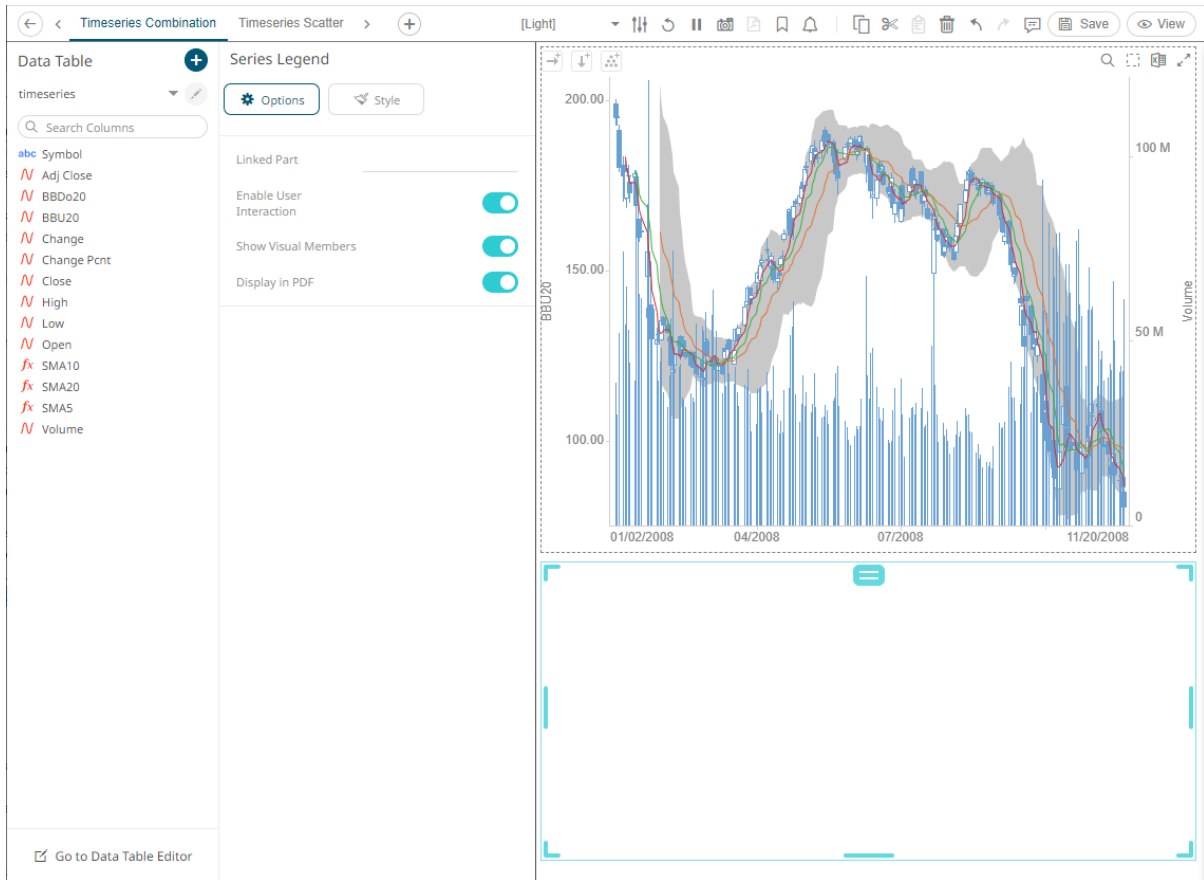 Timeseries Combination
Timeseries Scatter
[Light]
Save
View
Data Table
timeseries
Search Columns
abc Symbol
Adj Close
BBDo20
BBU20
Change
Change Pcnt
Close
High
Low
Open
fx SMA10
fx SMA20
fx SMA5
Volume
Go to Data Table Editor
Series Legend
Options
Style
Linked Part
Enable User
Interaction
Show Visual Members
Display in PDF
200.00
150.00
100.00
BBU20
100 M
50 M
0
Volume
01/02/2008
04/2008
07/2008
11/20/2008